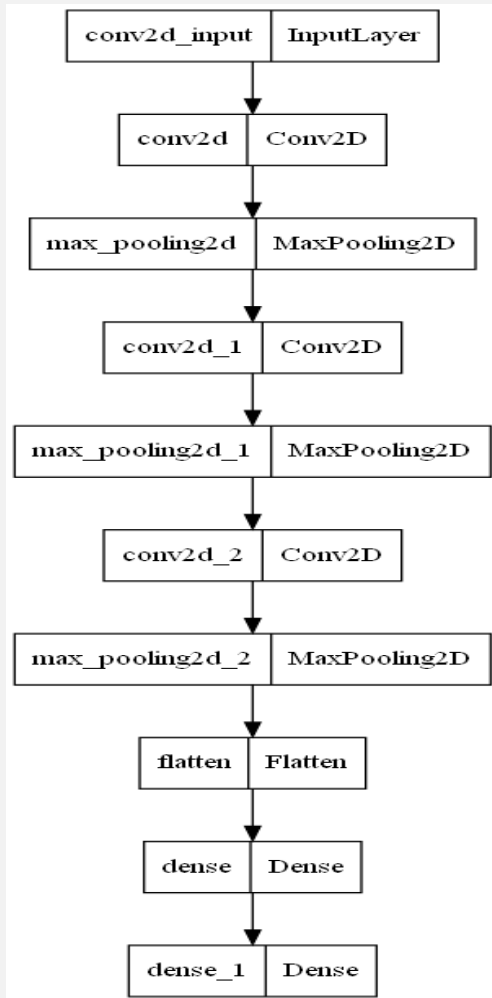 conv2d_input InputLayer
conv2d Conv2D
max_pooling2d MaxPooling2D
conv2d_1 Conv2D
max_pooling2d_1 MaxPooling2D
conv2d_2 Conv2D
max_pooling2d_2 MaxPooling2D
flatten Flatten
dense Dense
dense_1 Dense